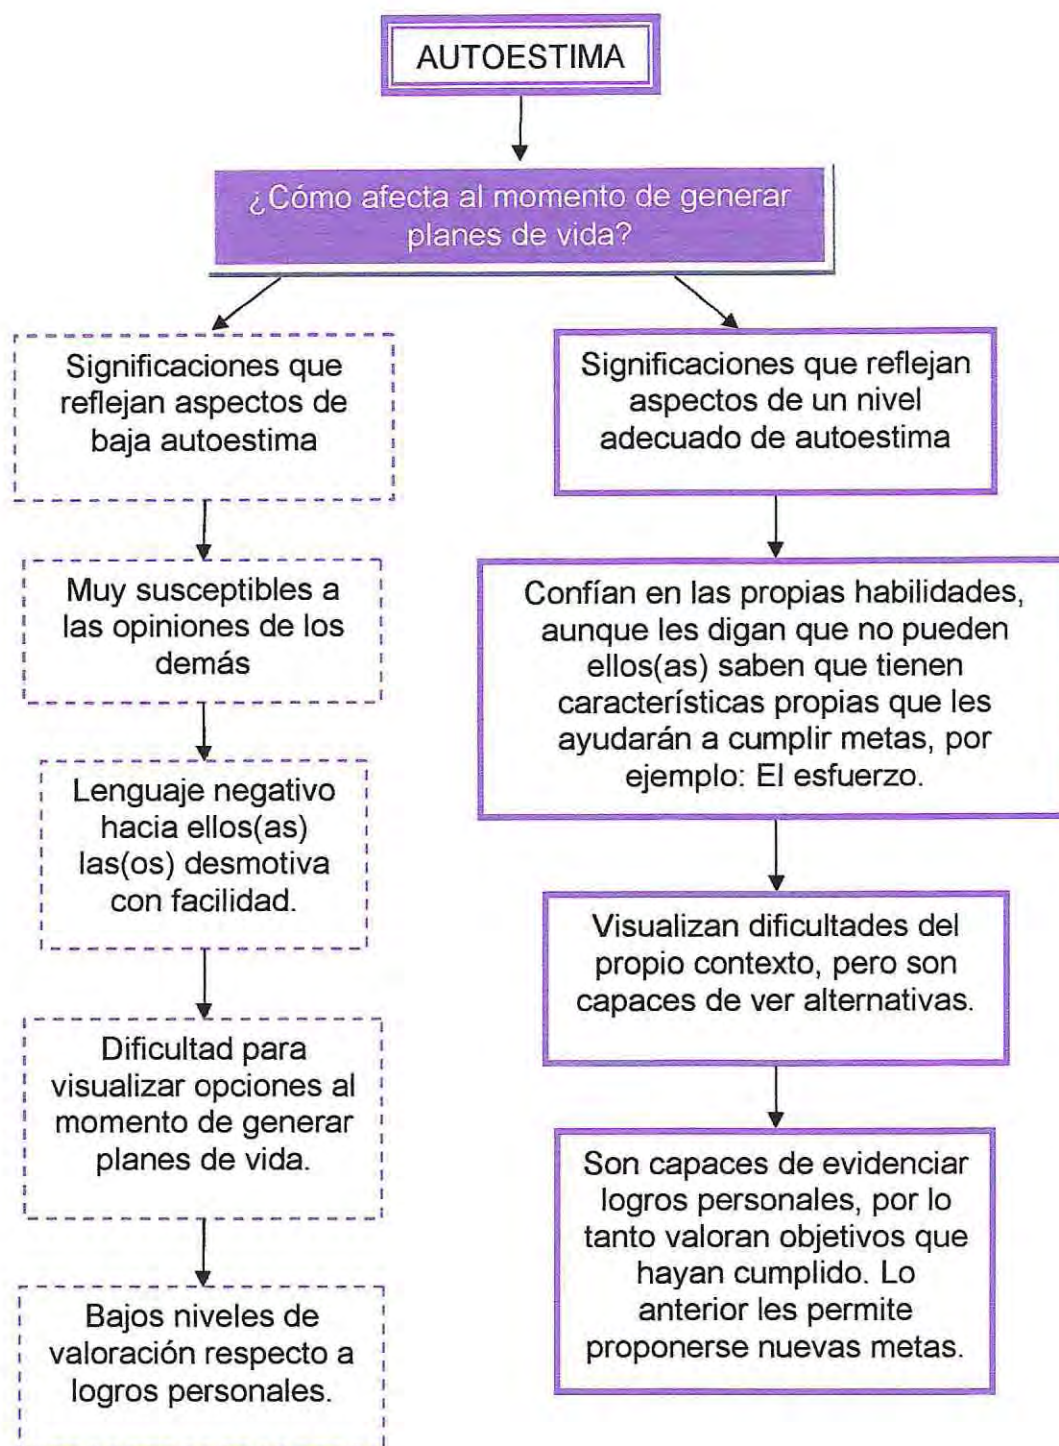 AUTOESTIMA
¿Cómo afecta al momento de generar
planes de vida?
Significaciones que
reflejan aspectos de
baja autoestima
Muy susceptibles a
las opiniones de los
demás
Lenguaje negativo
hacia ellos(as)
las(os) desmotiva
con facilidad.
Dificultad para
visualizar opciones al
momento de generar
planes de vida.
Bajos niveles de
valoración respecto a
logros personales.
Significaciones que reflejan
aspectos de un nivel
adecuado de autoestima
Confían en las propias habilidades,
aunque les digan que no pueden
ellos(as) saben que tienen
características propias que les
ayudarán a cumplir metas, por
ejemplo: El esfuerzo.
Visualizan dificultades del
propio contexto, pero son
capaces de ver alternativas.
Son capaces de evidenciar
logros personales, por lo
tanto valoran objetivos que
hayan cumplido. Lo
anterior les permite
proponerse nuevas metas.